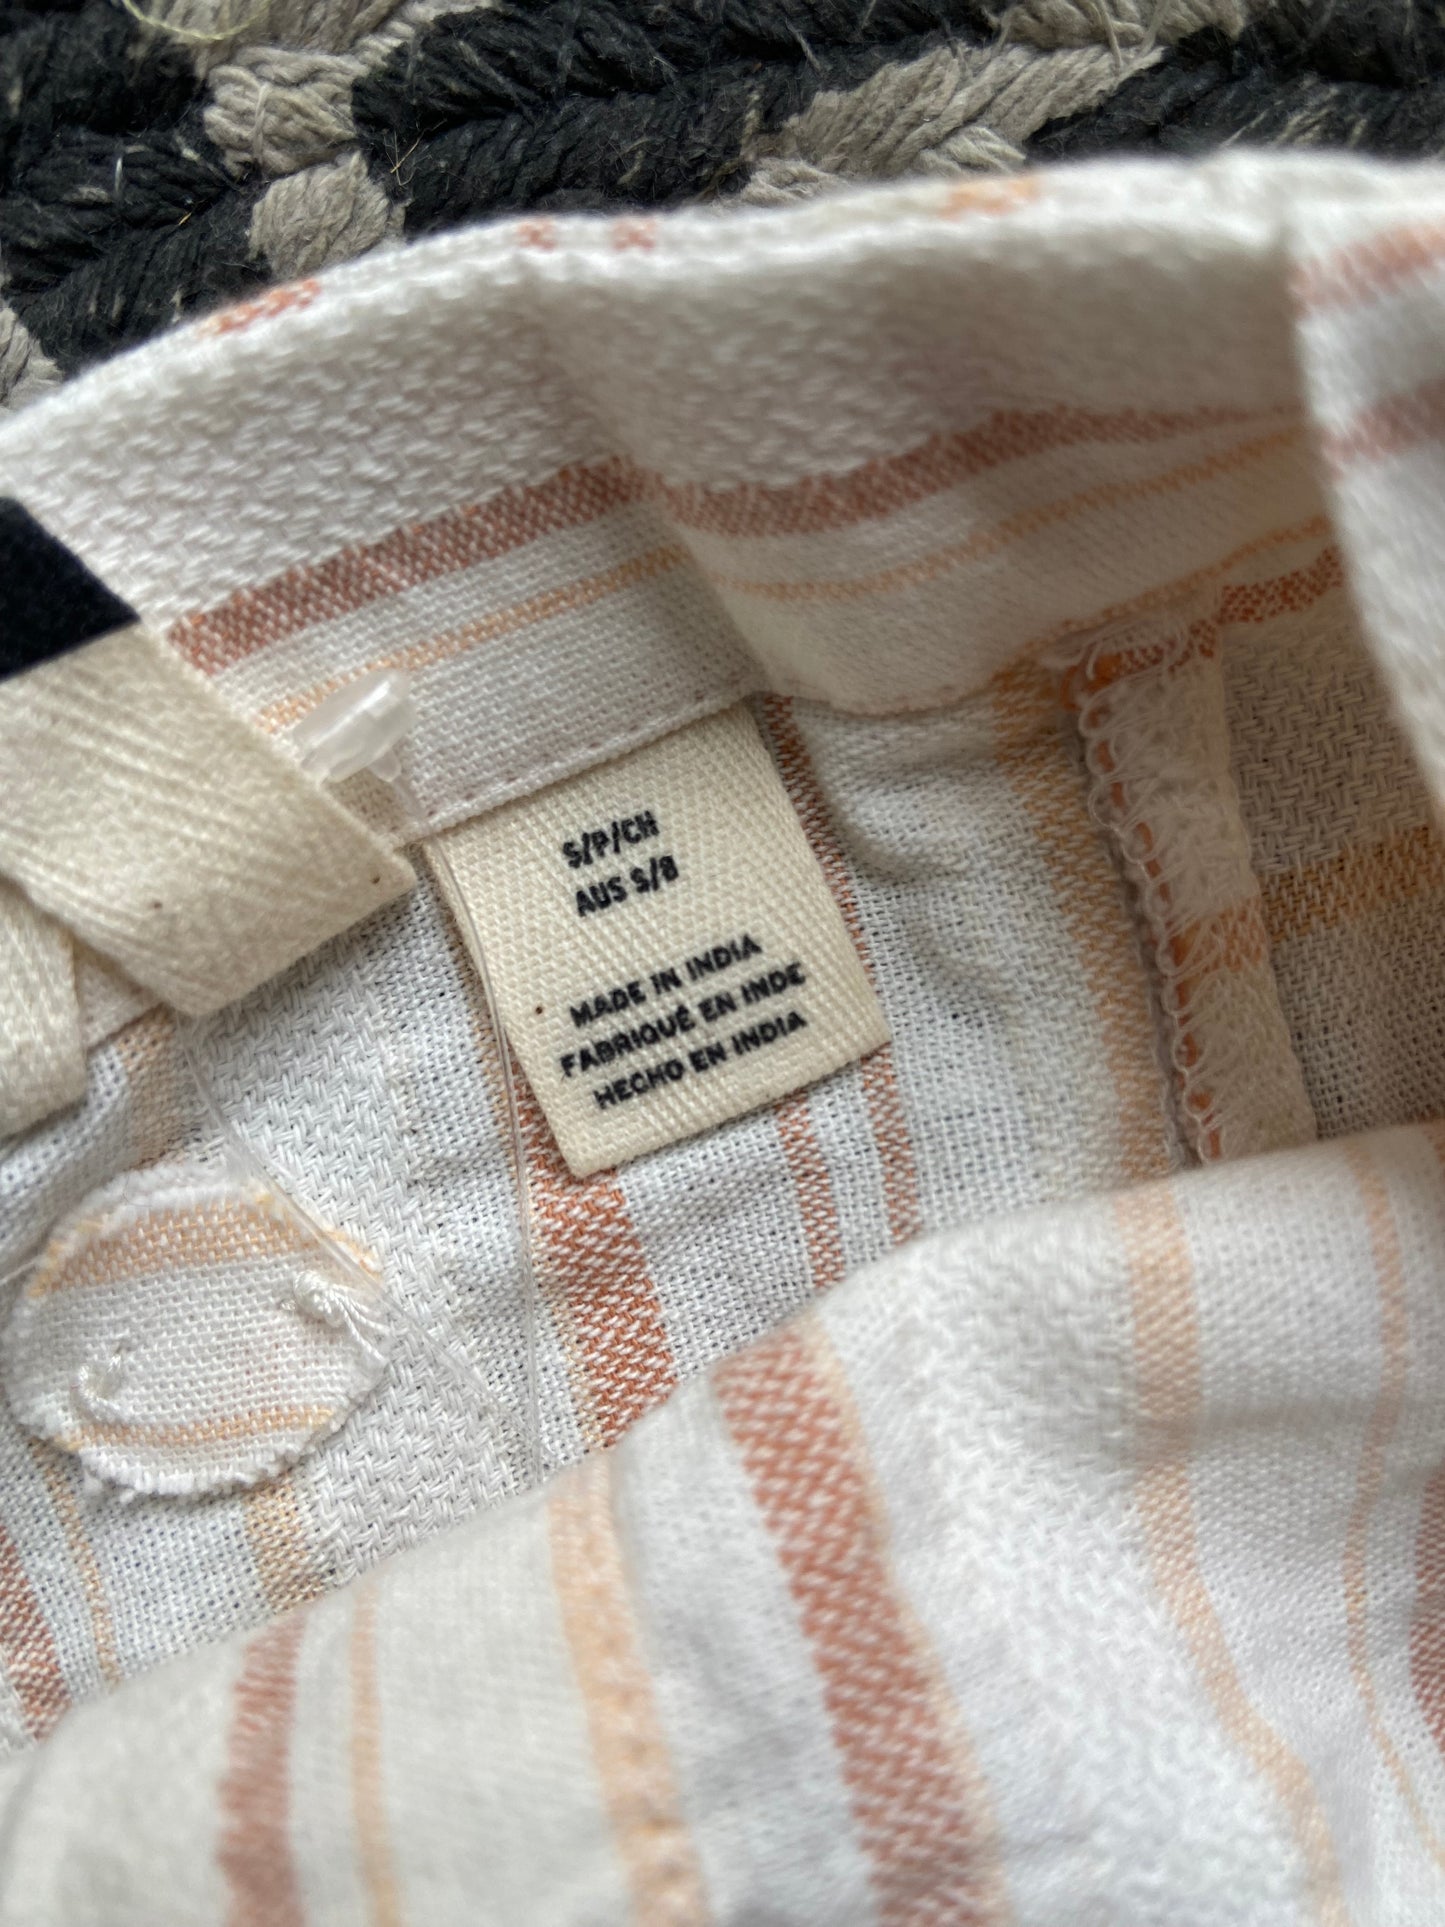 S/P/CH
AUS S/8
MADE IN INDIA
FABRIQUÉ EN INDE
HECHO EN INDIA